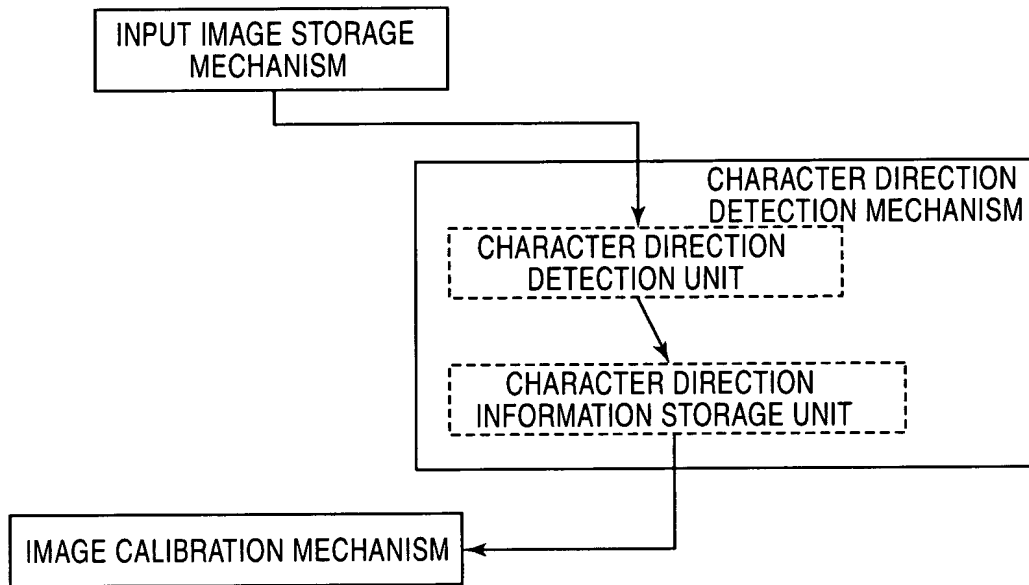 INPUT IMAGE STORAGE
MECHANISM
CHARACTER DIRECTION
DETECTION MECHANISM
CHARACTER DIRECTION
DETECTION UNIT
CHARACTER DIRECTION
INFORMATION STORAGE UNIT
IMAGE CALIBRATION MECHANISM